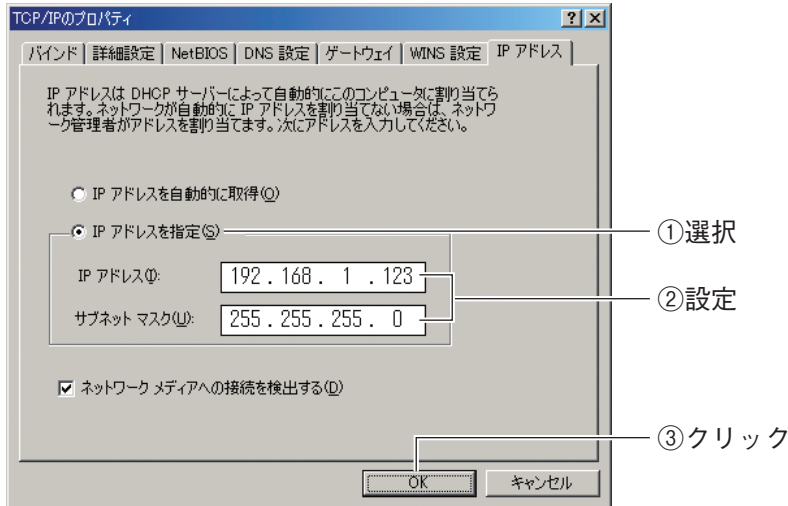 TCP/IPのプロパティ
バインド 詳細設定 NetBIOS DNS 設定 ゲートウェイ WINS 設定 IP アドレス
IP アドレスは DHCP サーバーによって自動的にこのコンピュータに割り当てら
れます。ネットワークが自動的に IP アドレスを割り当てない場合は、ネットワ
ーク管理者がアドレスを割り当てます。次にアドレスを入力してください。
IP アドレスを自動的に取得(O)
IP アドレスを指定(S)
①選択
IP アドレス(I): 192.168. 1 .123
②設定
サブネット マスク(U): 255.255.255. 0
ネットワーク メディアへの接続を検出する(D)
③クリック
OK キャンセル